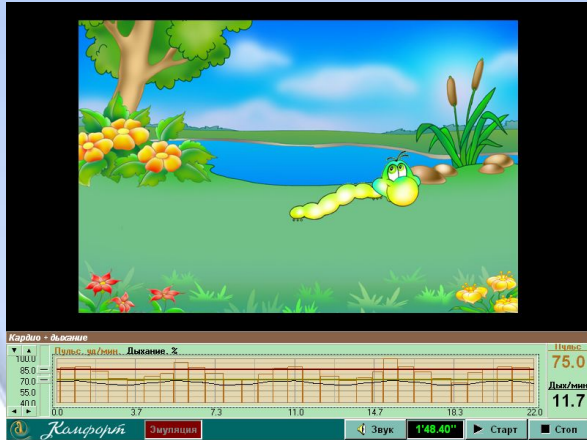 Кардио - дыхание
Пульс, уд/мин. Дыхание, %
Пульс
100.0
75.0
85.0
70.0
Дых/мин
55.0
11.7
40.0
0.0 3.7 7.3 11.0 14.7 18.3 22.0
Комфорт Эмуляция Звук 1'48.40" Старт Стоп